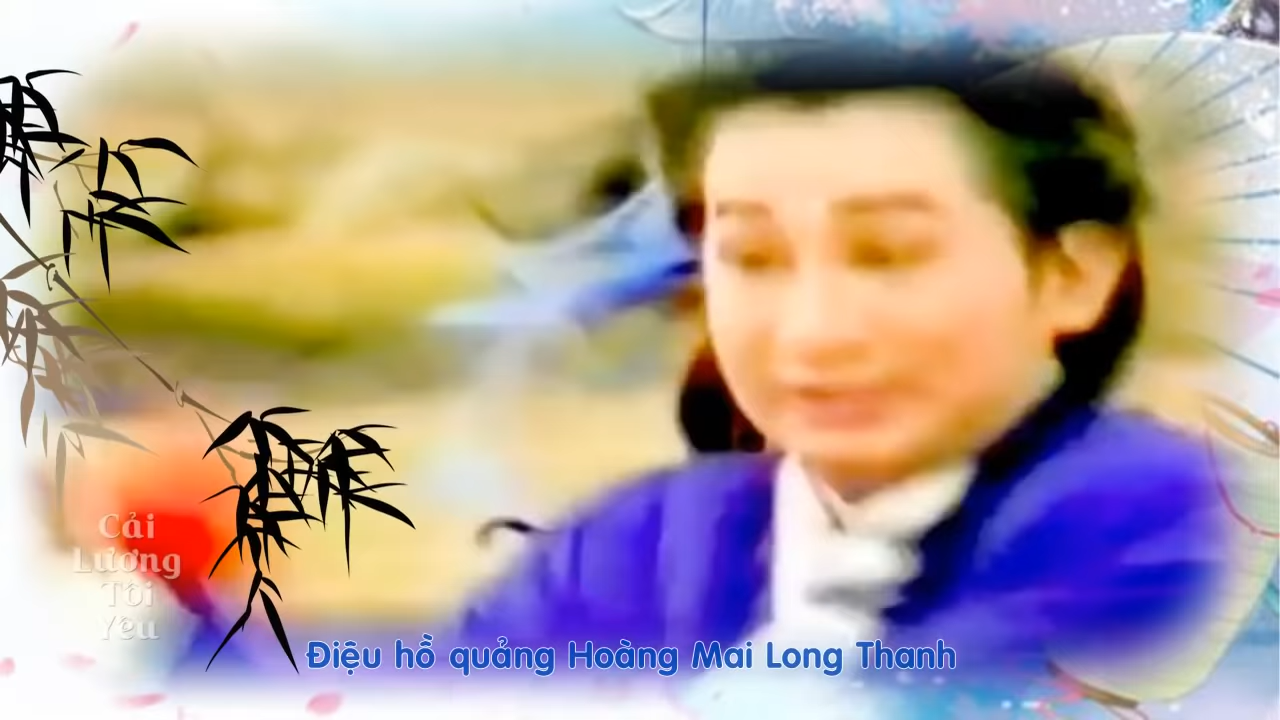 Cải
Lương
Tôi
Yêu
Điệu hồ quảng Hoàng Mai Long Thanh